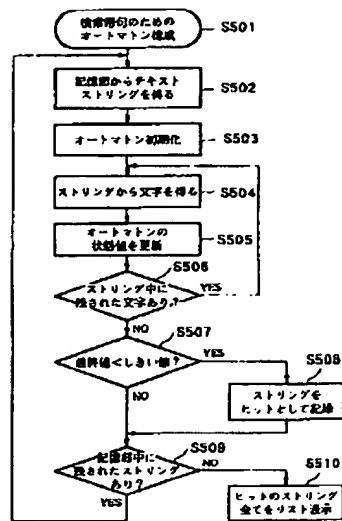 検索語句のための
オートマトン構成
S501
記憶部からテキスト
ストリングを得る
S502
オートマトン初期化
S503
ストリングから文字を得る
S504
オートマトンの
状態値を更新
S505
S506
ストリング中に
残された文字あり?
YES
NO
S507
最終値<しきい値?
YES
NO
S508
ストリングを
ヒットとして記録
S509
記憶部中に
残されたストリング
あり?
NO
YES
S510
ヒットのストリング
全てをリスト表示